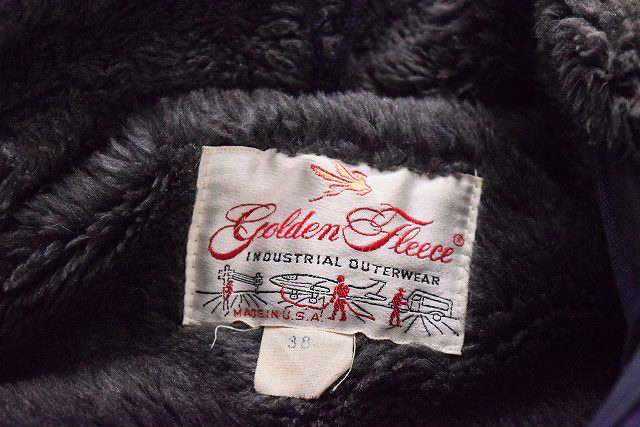 Golden Fleece®
INDUSTRIAL OUTERWEAR
MADE IN U.S.A.
38